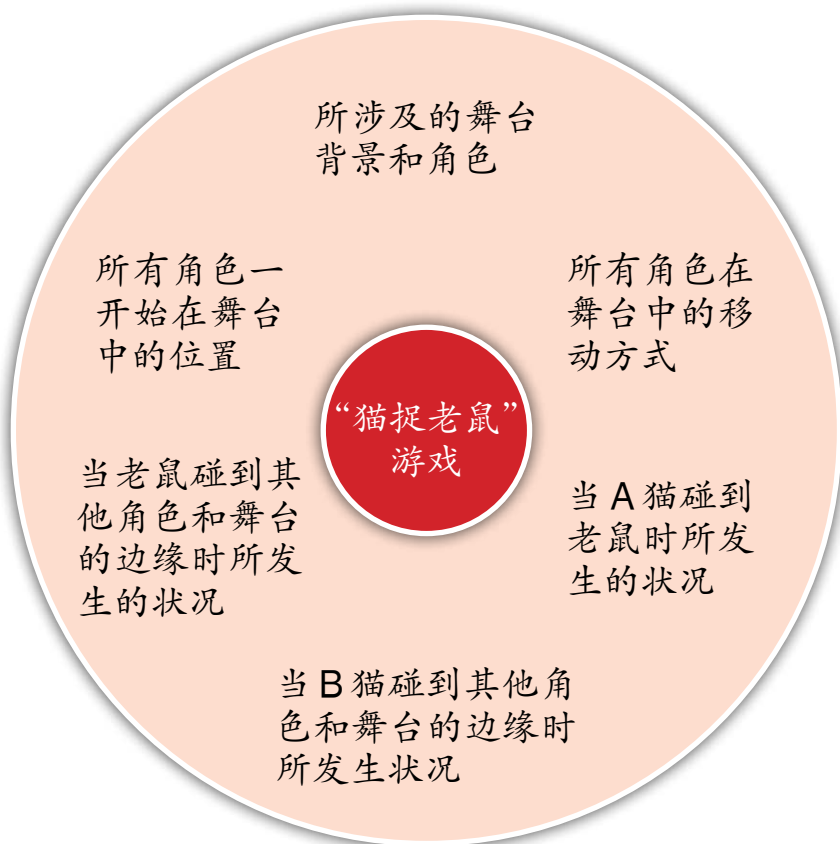 所涉及的舞台
背景和角色
所有角色一
开始在舞台
中的位置
所有角色在
舞台中的移
动方式
“猫捉老鼠”
游戏
当老鼠碰到其
他角色和舞台
的边缘时所发
生的状况
当 A 猫碰到
老鼠时所发
生的状况
当 B 猫碰到其他角
色和舞台的边缘时
所发生状况